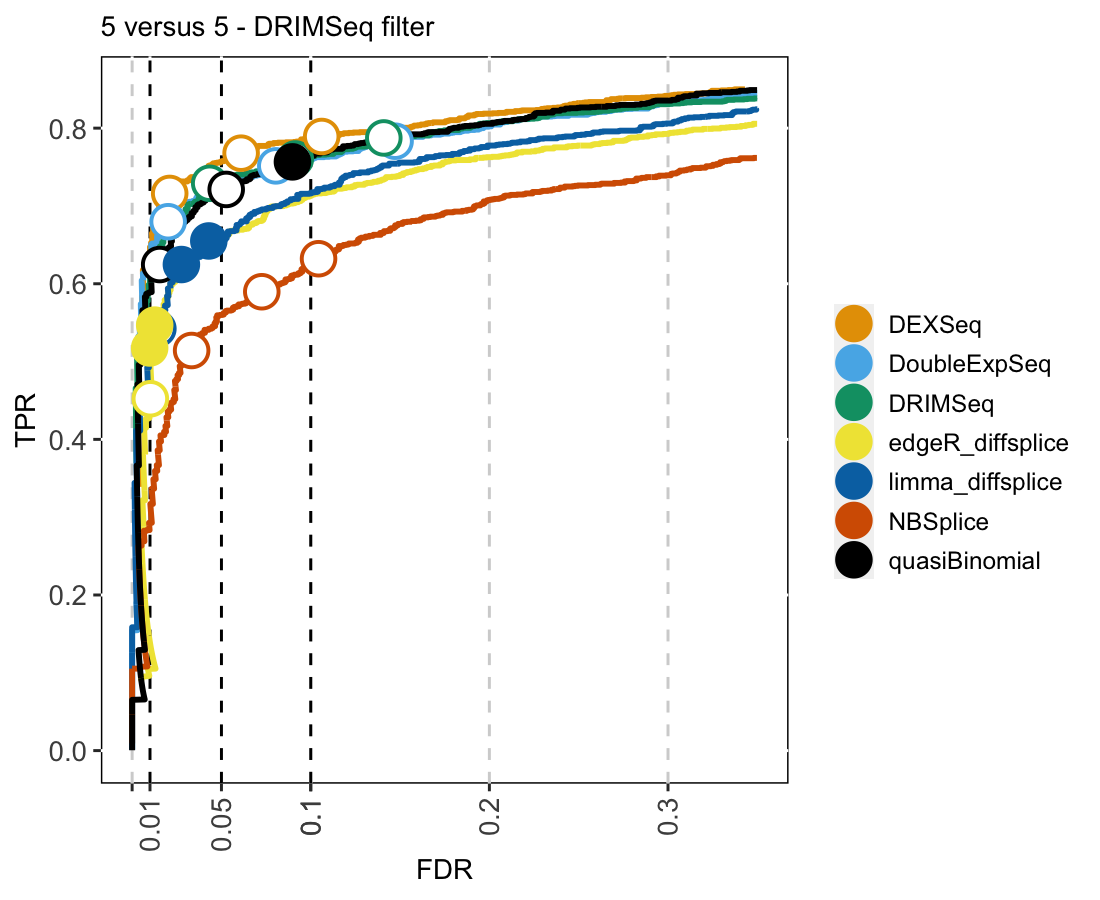 5 versus 5 - DRIMSeq filter
TPR
0.8
0.6
0.4
0.2
0.0
0.01
0.05
0.1
0.2
0.3
FDR
DEXSeq
DoubleExpSeq
DRIMSeq
edgeR_diffsplice
limma_diffsplice
NBSplice
quasiBinomial